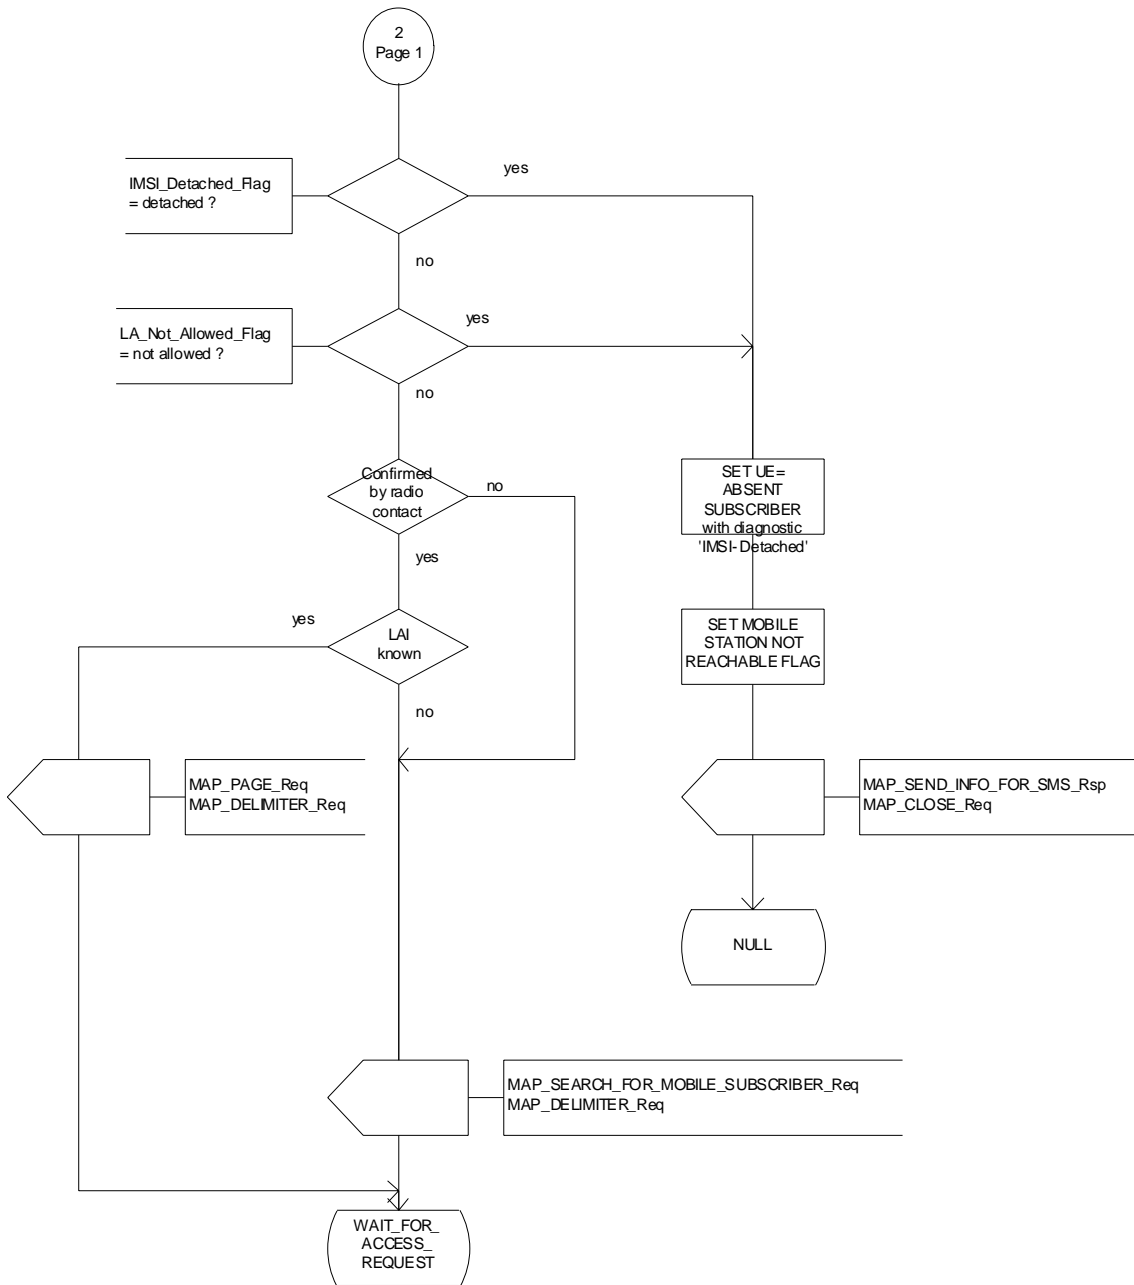 2
Page 1
yes
IMSI_Detached_Flag
= detached ?
no
yes
LA_Not_Allowed_Flag
= not allowed ?
no
Confirmed
by radio
contact
no
SET UE=
ABSENT
SUBSCRIBER
with diagnostic
'IMSI-Detached'
yes
yes
LAI
known
SET MOBILE
STATION NOT
REACHABLE FLAG
no
MAP_PAGE_Req
MAP_DELIMITER_Req
MAP_SEND_INFO_FOR_SMS_Rsp
MAP_CLOSE_Req
NULL
MAP_SEARCH_FOR_MOBILE_SUBSCRIBER_Req
MAP_DELIMITER_Req
WAIT_FOR_
ACCESS_
REQUEST